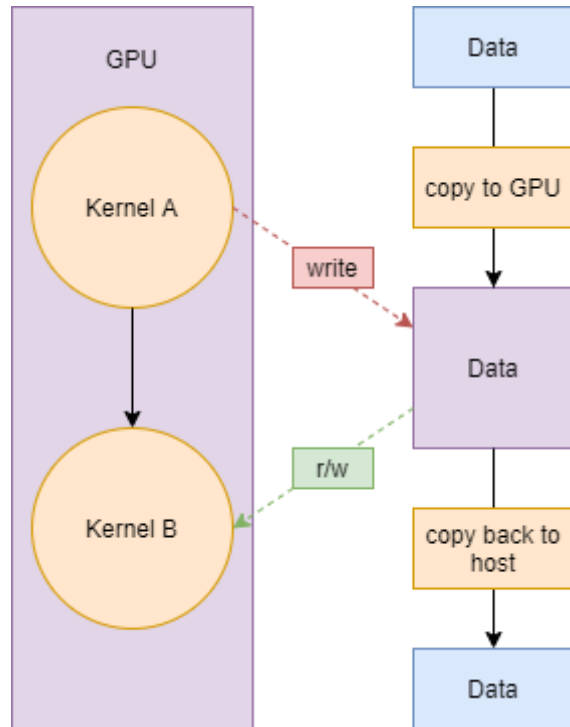 GPU
Data
Kernel A
copy to GPU
write
Data
r/w
Kernel B
copy back to
host
Data